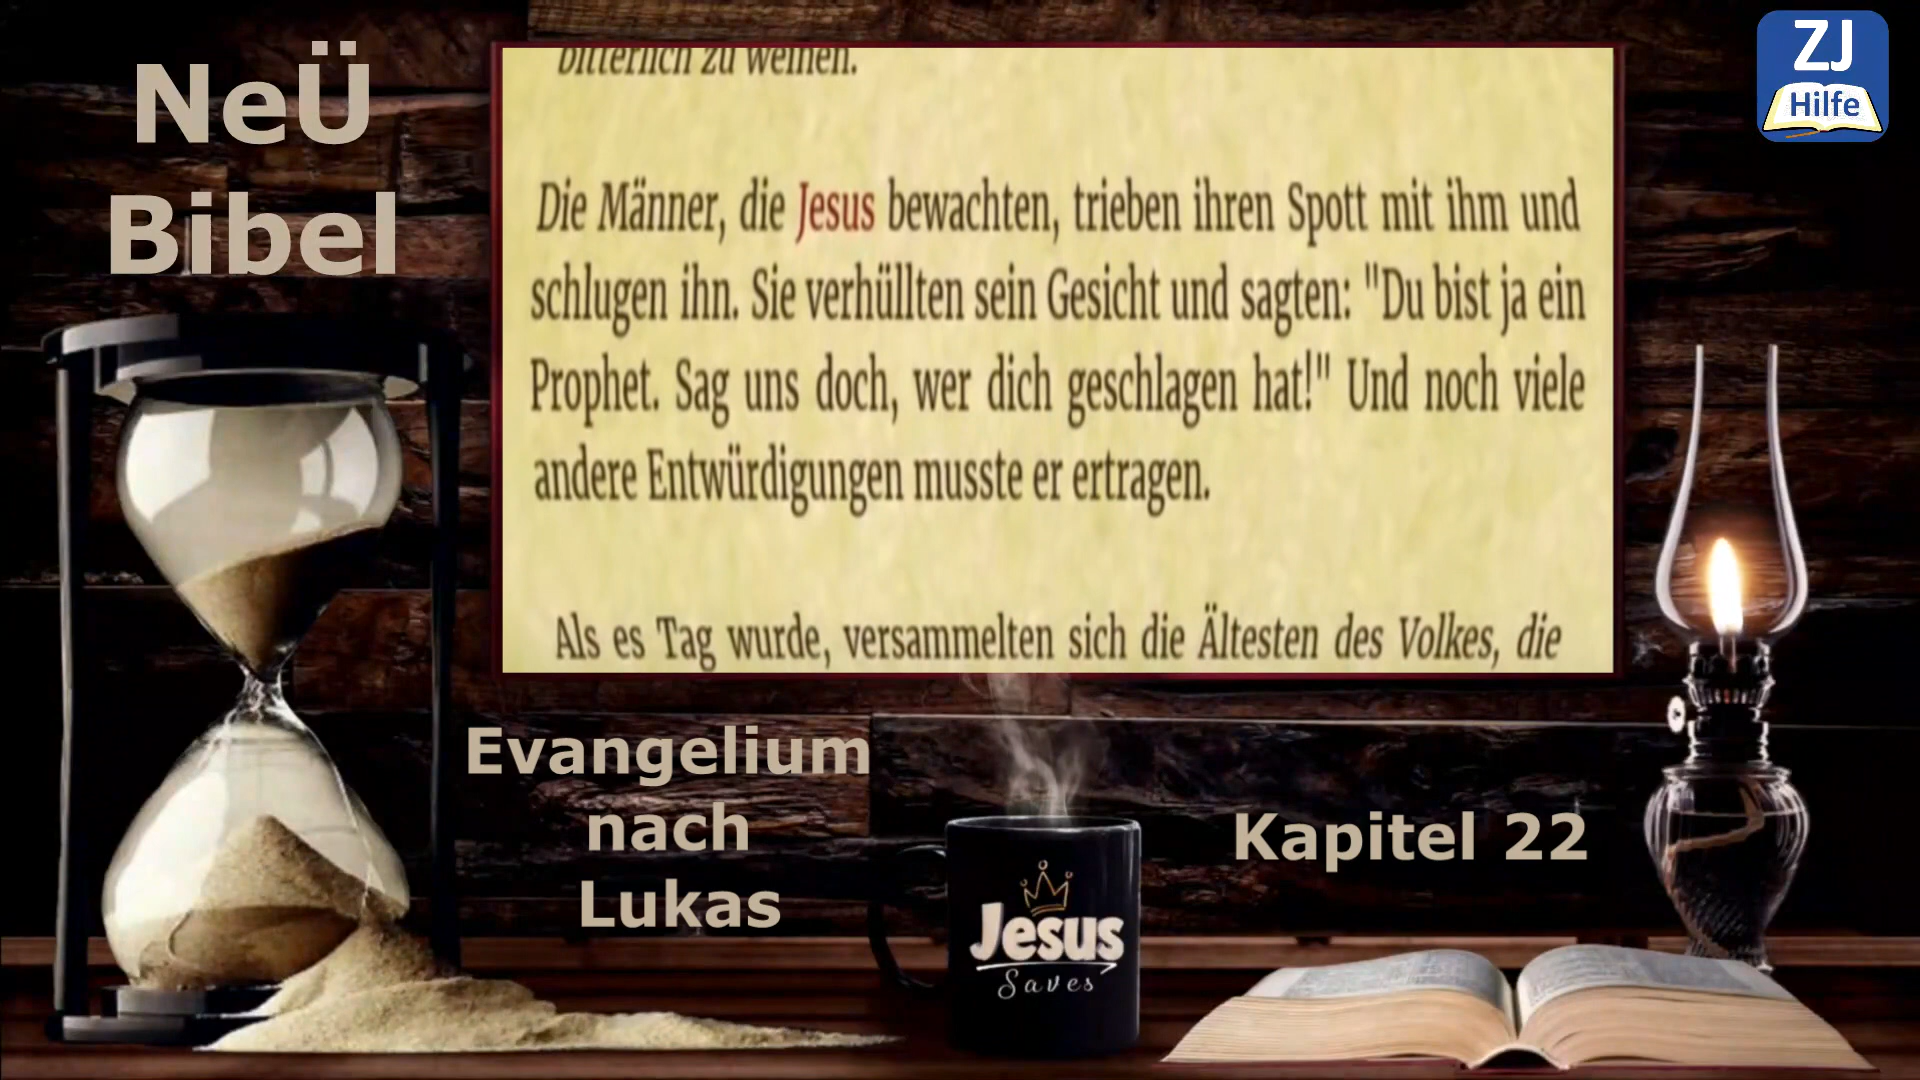 NeÜ
Bibel
bitterlich zu weinen.
Die Männer, die Jesus bewachten, trieben ihren Spott mit ihm und
schlugen ihn. Sie verhüllten sein Gesicht und sagten: "Du bist ja ein
Prophet. Sag uns doch, wer dich geschlagen hat!" Und noch viele
andere Entwürdigungen musste er ertragen.
Als es Tag wurde, versammelten sich die Ältesten des Volkes, die
ZJ
Hilfe
Evangelium
nach
Lukas
Kapitel 22
Jesus
Saves